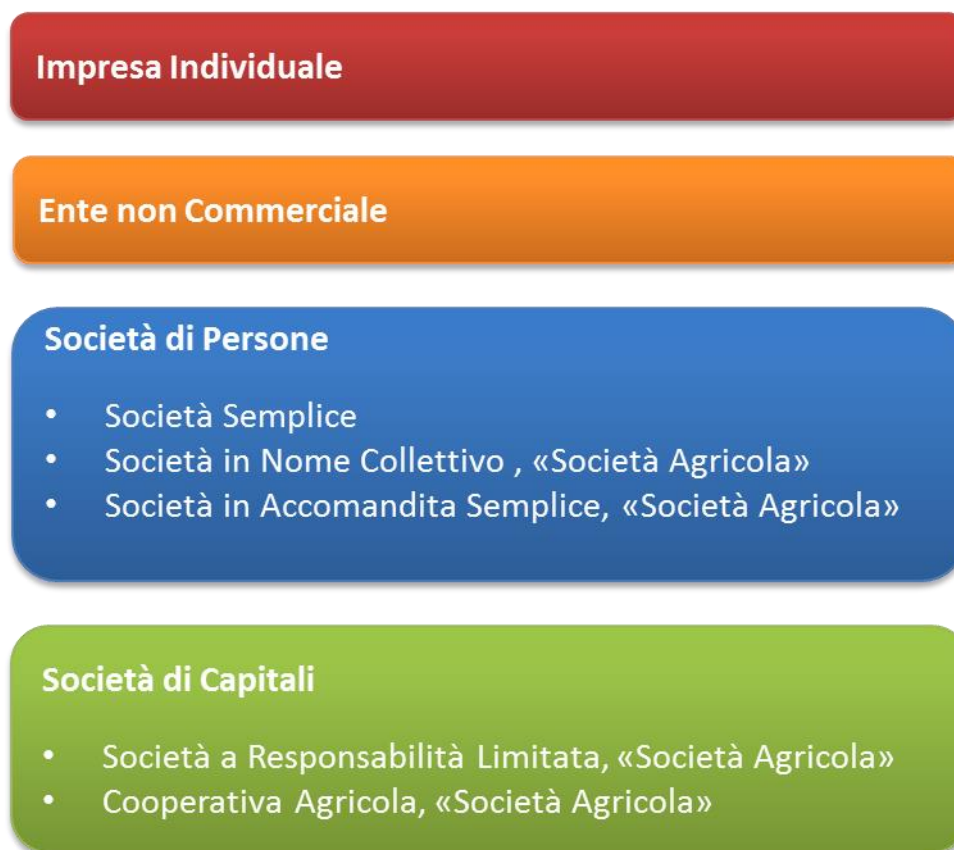 Impresa Individuale
Ente non Commerciale
Società di Persone
• Società Semplice
• Società in Nome Collettivo , «Società Agricola»
• Società in Accomandita Semplice, «Società Agricola»
Società di Capitali
• Società a Responsabilità Limitata, «Società Agricola»
• Cooperativa Agricola, «Società Agricola»